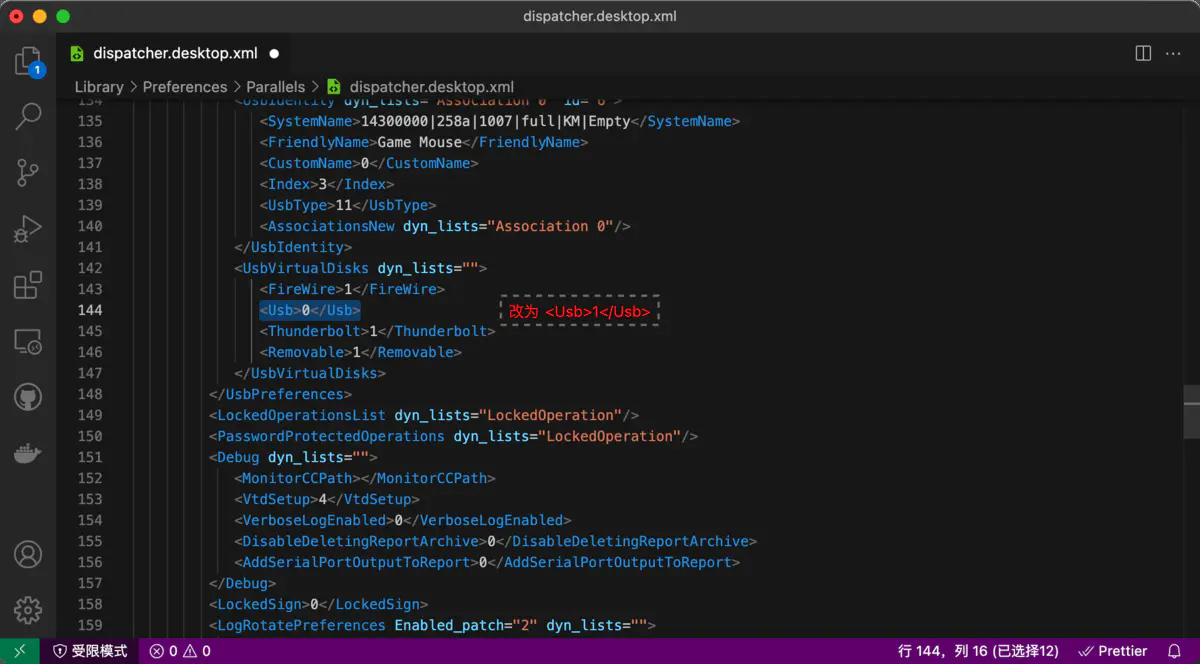 dispatcher.desktop.xml
dispatcher.desktop.xml
1
Library > Preferences > Parallels > dispatcher.desktop.xml
134 <UsbIdentity dyn_lists="Association 0" id="6">
135 <SystemName>14300000|258a|1007|full|KM|Empty</SystemName>
136 <FriendlyName>Game Mouse</FriendlyName>
137 <CustomName>0</CustomName>
138 <Index>3</Index>
139 <UsbType>11</UsbType>
140 <AssociationsNew dyn_lists="Association 0"/>
141 </UsbIdentity>
142 <UsbVirtualDisks dyn_lists="">
143 <FireWire>1</FireWire>
144 <Usb>0</Usb> 改为 <Usb>1</Usb>
145 <Thunderbolt>1</Thunderbolt>
146 <Removable>1</Removable>
147 </UsbVirtualDisks>
148 </UsbPreferences>
149 <LockedOperationsList dyn_lists="LockedOperation"/>
150 <PasswordProtectedOperations dyn_lists="LockedOperation"/>
151 <Debug dyn_lists="">
152 <MonitorCCPath></MonitorCCPath>
153 <VtdSetup>4</VtdSetup>
154 <VerboseLogEnabled>0</VerboseLogEnabled>
155 <DisableDeletingReportArchive>0</DisableDeletingReportArchive>
156 <AddSerialPortOutputToReport>0</AddSerialPortOutputToReport>
157 </Debug>
158 <LockedSign>0</LockedSign>
159 <LogRotatePreferences Enabled_patch="2" dyn_lists="">
受限模式 0 0 行 144，列 16 (已选择12) Prettier